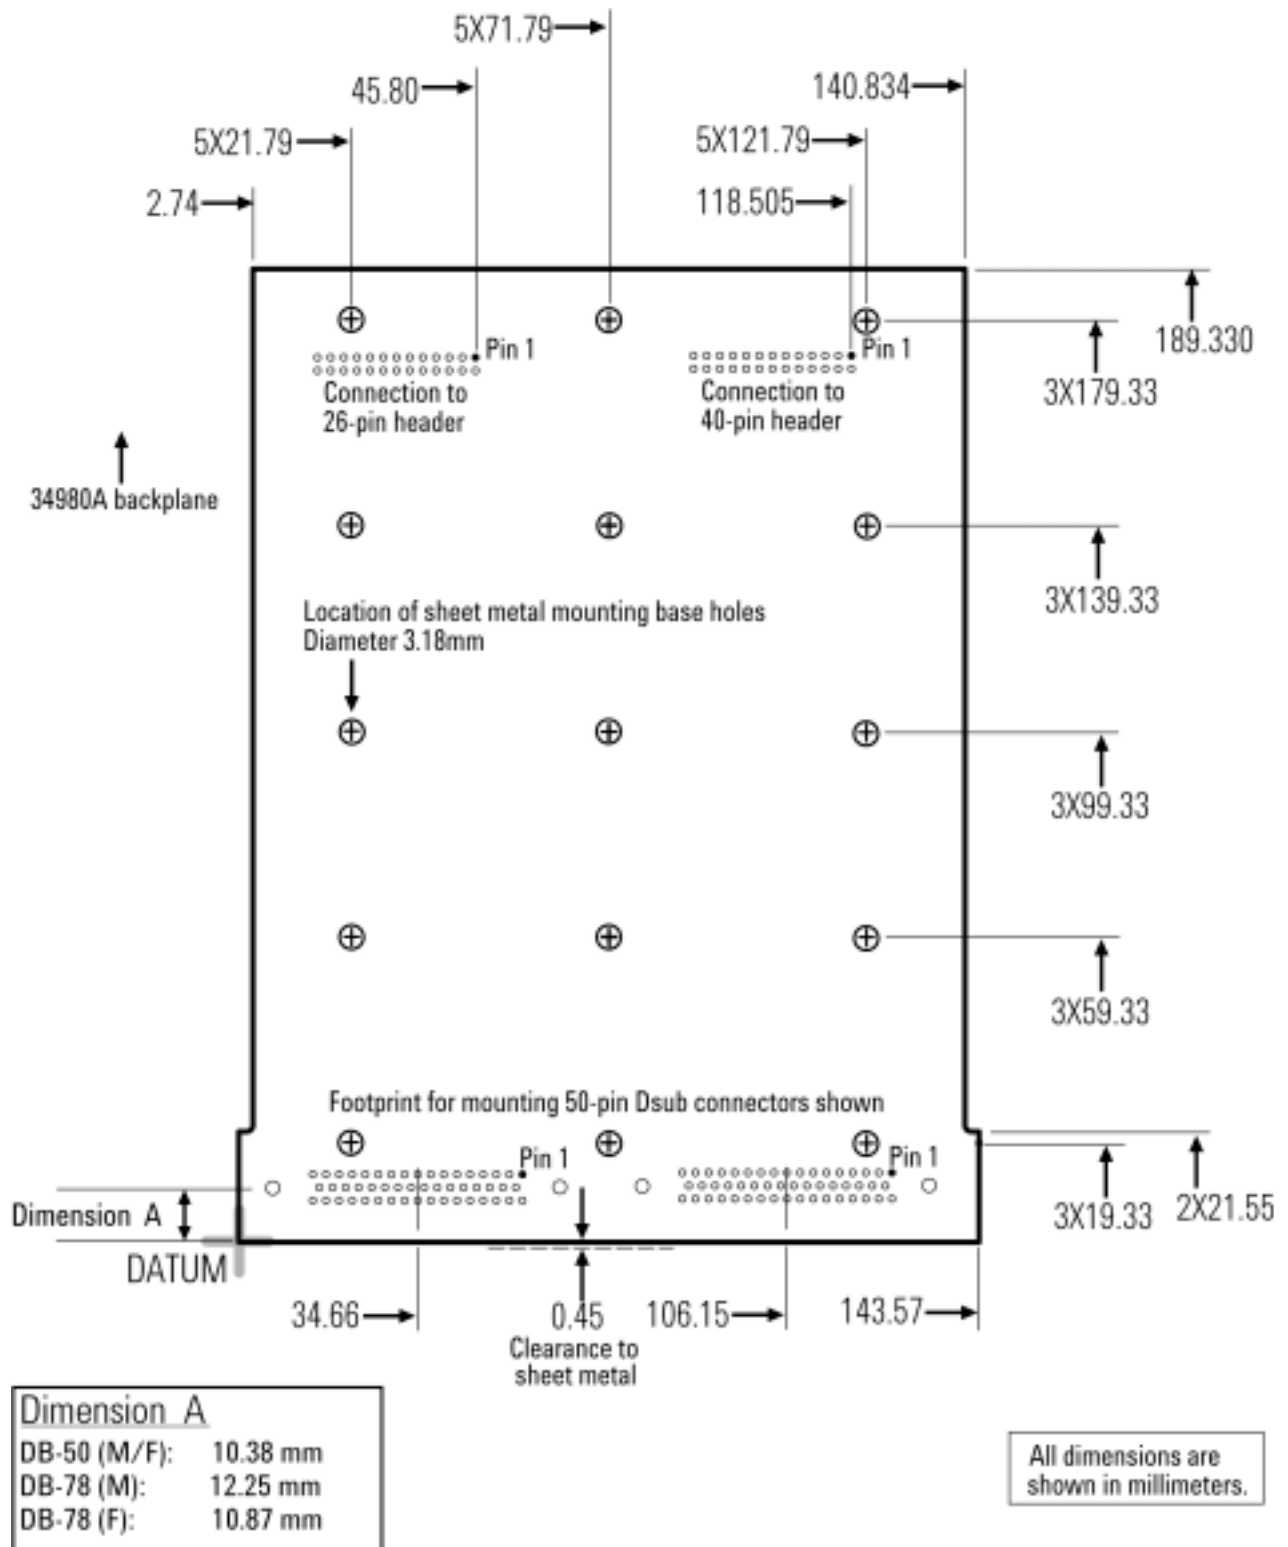 5X71.79
45.80
140.834
5X21.79
5X121.79
2.74
118.505
189.330
Pin 1
Pin 1
3X179.33
Connection to
26-pin header
Connection to
40-pin header
34980A backplane
3X139.33
Location of sheet metal mounting base holes
Diameter 3.18mm
3X99.33
3X59.33
Footprint for mounting 50-pin Dsub connectors shown
Pin 1
Pin 1
Dimension A
3X19.33
2X21.55
DATUM
34.66
0.45
106.15
143.57
Clearance to
sheet metal
Dimension A
DB-50 (M/F): 10.38 mm
DB-78 (M): 12.25 mm
DB-78 (F): 10.87 mm
All dimensions are
shown in millimeters.